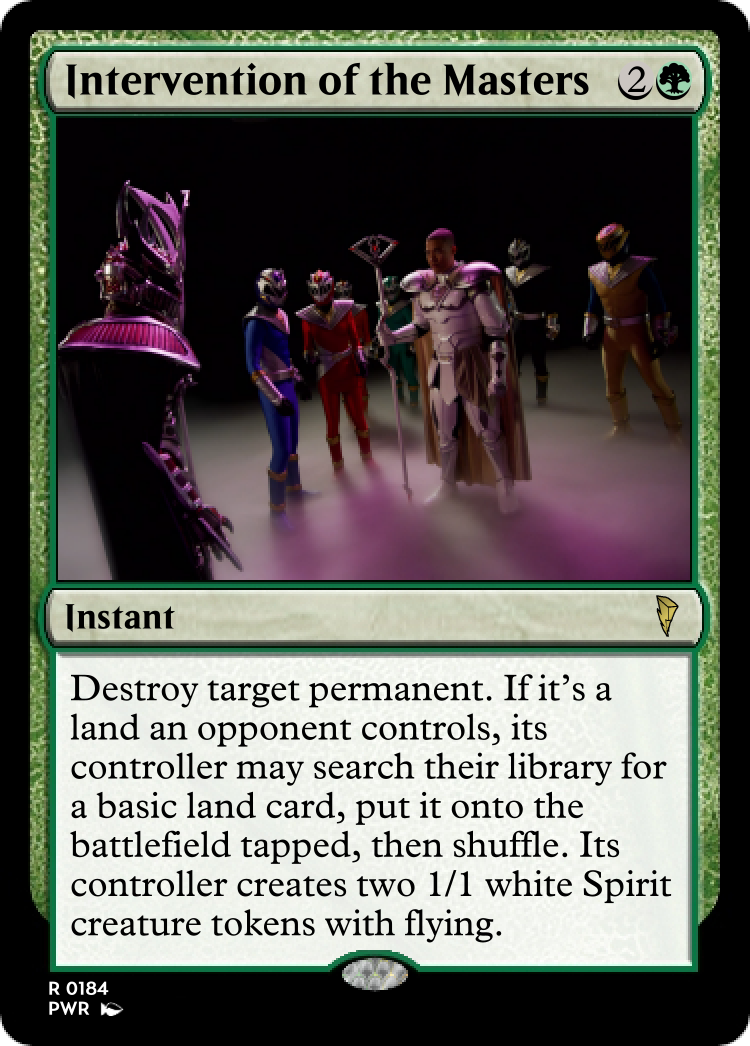 Intervention of the Masters 2
Instant
Destroy target permanent. If it's a
land an opponent controls, its
controller may search their library for
a basic land card, put it onto the
battlefield tapped, then shuffle. Its
controller creates two 1/1 white Spirit
creature tokens with flying.
R 0184
PWR